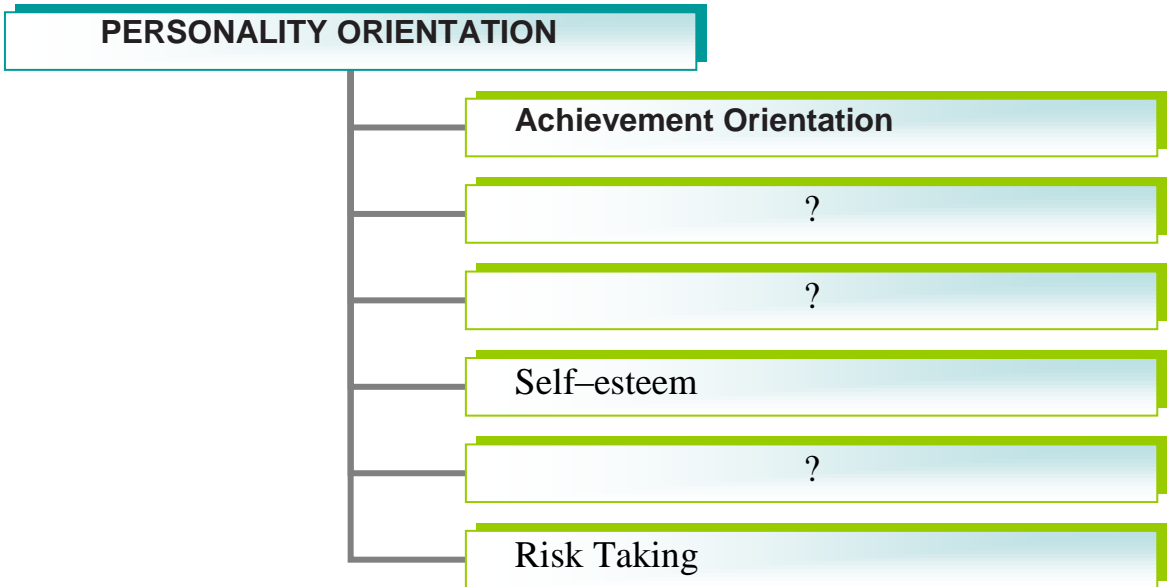 PERSONALITY ORIENTATION
Achievement Orientation
?
?
Self–esteem
?
Risk Taking